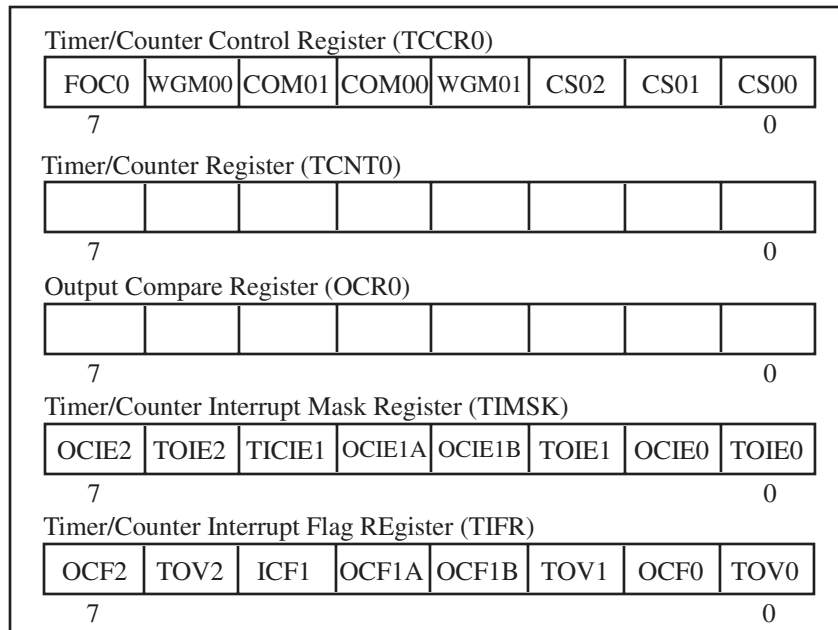 Timer/Counter Control Register (TCCR0)
FOC0 WGM00 COM01 COM00 WGM01 CS02 CS01 CS00
7 0
Timer/Counter Register (TCNT0)
7 0
Output Compare Register (OCR0)
7 0
Timer/Counter Interrupt Mask Register (TIMSK)
OCIE2 TOIE2 TICIE1 OCIE1A OCIE1B TOIE1 OCIE0 TOIE0
7 0
Timer/Counter Interrupt Flag REgister (TIFR)
OCF2 TOV2 ICF1 OCF1A OCF1B TOV1 OCF0 TOV0
7 0